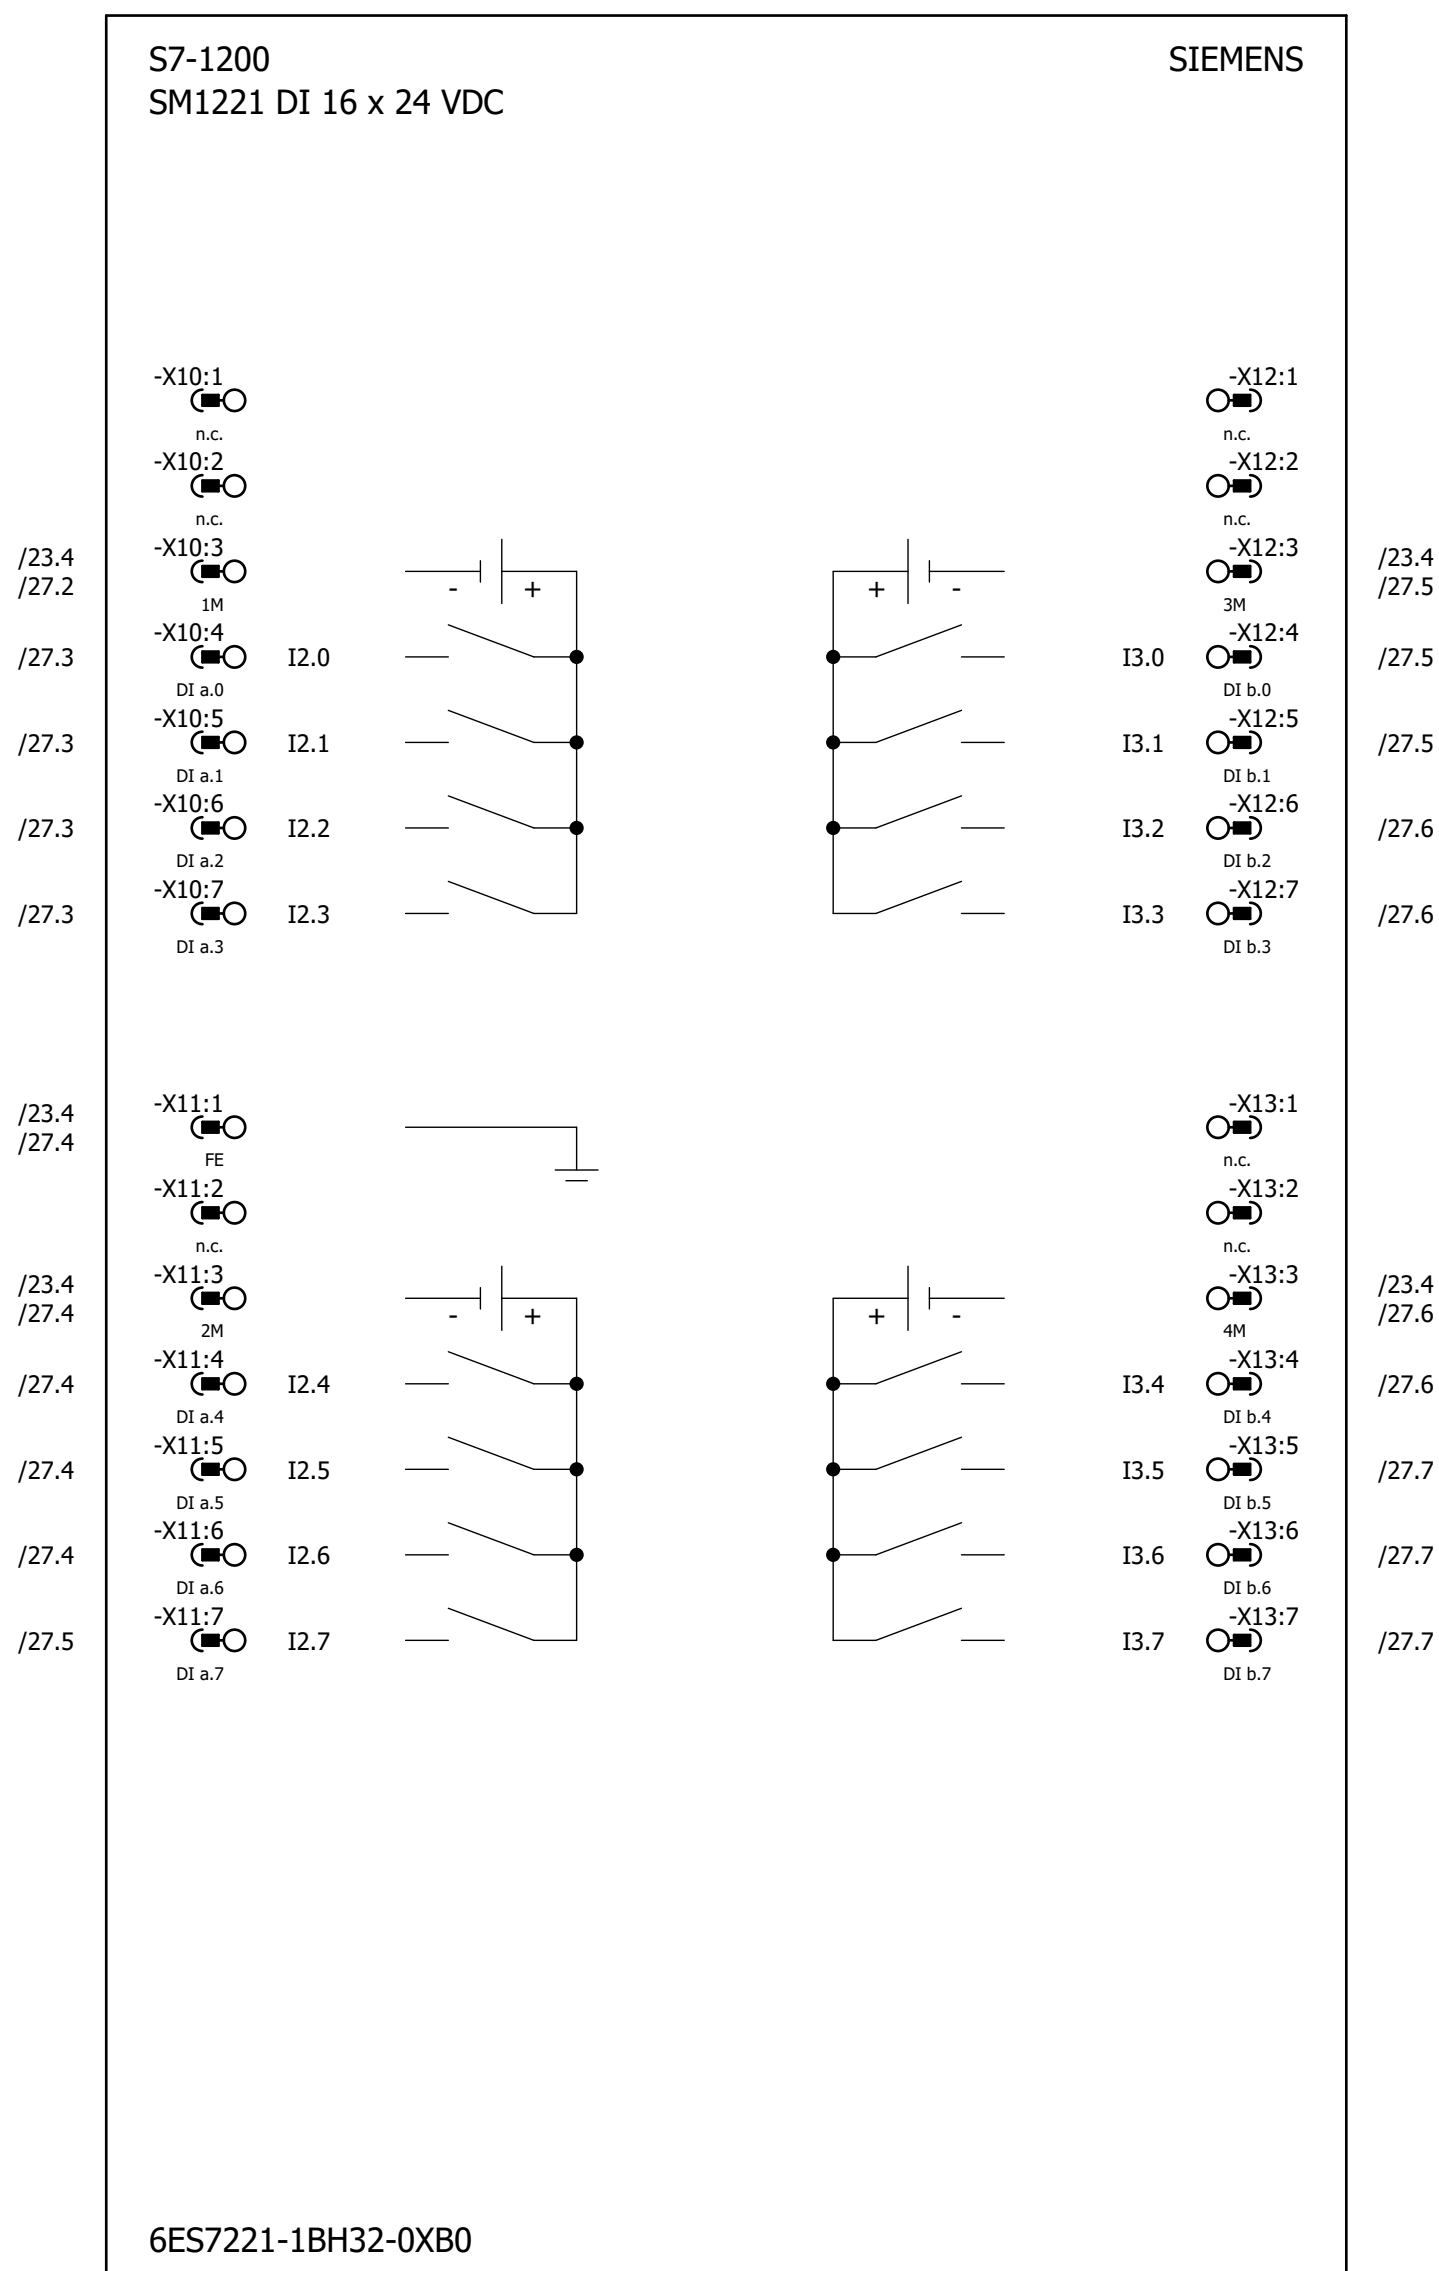 S7-1200 SIEMENS
SM1221 DI 16 x 24 VDC
-X10:1 -X12:1
n.c. n.c.
-X10:2 -X12:2
n.c. n.c.
/23.4 -X10:3 -X12:3 /23.4
/27.2 - + + - /27.5
1M 3M
-X10:4 -X12:4
/27.3 I2.0 I3.0 /27.5
DI a.0 DI b.0
-X10:5 -X12:5
/27.3 I2.1 I3.1 /27.5
DI a.1 DI b.1
-X10:6 -X12:6
/27.3 I2.2 I3.2 /27.6
DI a.2 DI b.2
-X10:7 -X12:7
/27.3 I2.3 I3.3 /27.6
DI a.3 DI b.3
/23.4 -X11:1 -X13:1
/27.4
FE n.c.
-X11:2 -X13:2
n.c. n.c.
/23.4 -X11:3 -X13:3 /23.4
/27.4 - + + - /27.6
2M 4M
-X11:4 -X13:4
/27.4 I2.4 I3.4 /27.6
DI a.4 DI b.4
-X11:5 -X13:5
/27.4 I2.5 I3.5 /27.7
DI a.5 DI b.5
-X11:6 -X13:6
/27.4 I2.6 I3.6 /27.7
DI a.6 DI b.6
-X11:7 -X13:7
/27.5 I2.7 I3.7 /27.7
DI a.7 DI b.7
6ES7221-1BH32-0XB0